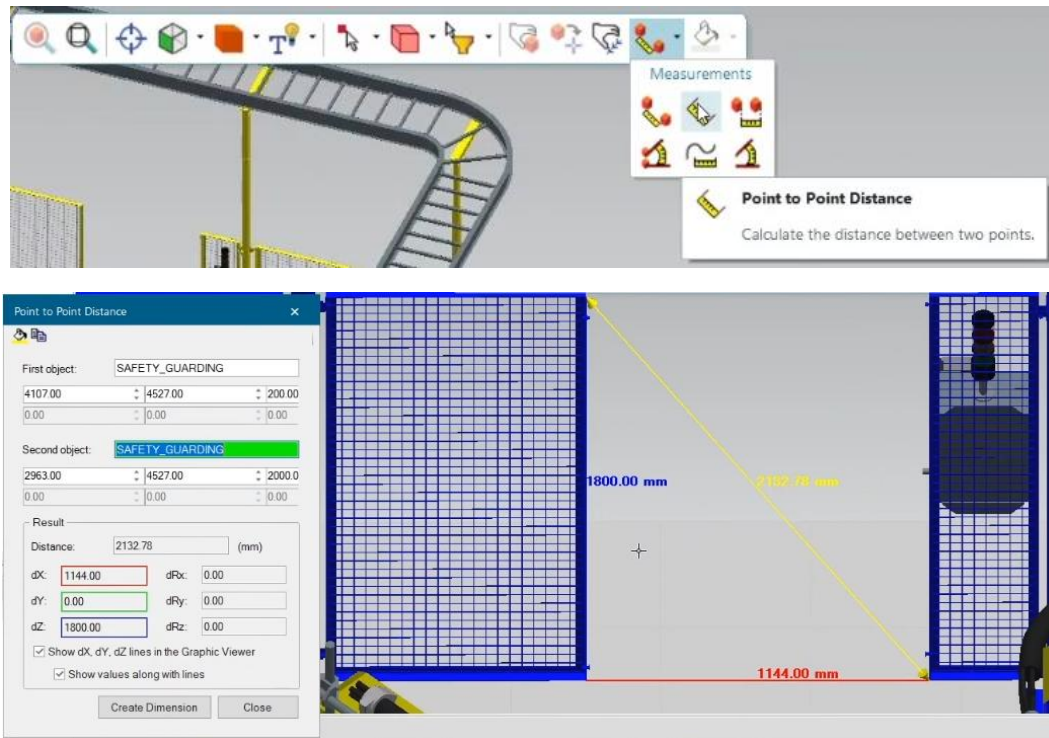 Measurements
Point to Point Distance
Calculate the distance between two points.
Point to Point Distance
First object: SAFETY_GUARDING
4107.00 4527.00 200.00
0.00 0.00 0.00
Second object: SAFETY_GUARDING
2963.00 4527.00 2000.0
0.00 0.00 0.00
Result
Distance: 2132.78 (mm)
dX: 1144.00 dRx: 0.00
dY: 0.00 dRy: 0.00
dZ: 1800.00 dRz: 0.00
Show dX, dY, dZ lines in the Graphic Viewer
Show values along with lines
Create Dimension Close
1800.00 mm
2132.78 mm
1144.00 mm